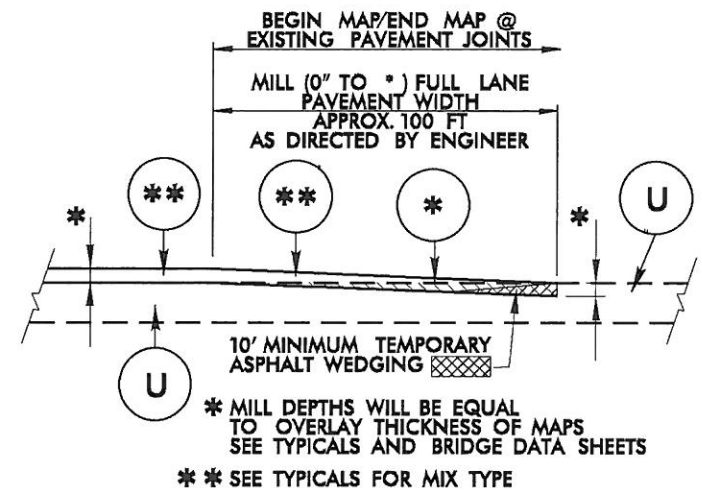 BEGIN MAP/END MAP @
EXISTING PAVEMENT JOINTS
MILL (0" TO *) FULL LANE
PAVEMENT WIDTH
APPROX. 100 FT
AS DIRECTED BY ENGINEER
* ** ** * * U
U
10' MINIMUM TEMPORARY
ASPHALT WEDGING
* MILL DEPTHS WILL BE EQUAL
TO OVERLAY THICKNESS OF MAPS
SEE TYPICALS AND BRIDGE DATA SHEETS
** SEE TYPICALS FOR MIX TYPE